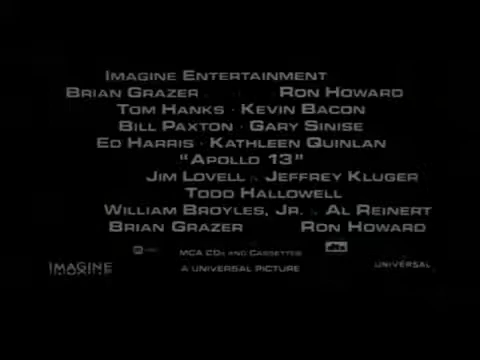 IMAGINE ENTERTAINMENT
BRIAN GRAZER RON HOWARD
TOM HANKS · KEVIN BACON
BILL PAXTON · GARY SINISE
ED HARRIS · KATHLEEN QUINLAN
"APOLLO 13"
JIM LOVELL & JEFFREY KLUGER
TODD HALLOWELL
WILLIAM BROYLES, JR. & AL REINERT
BRIAN GRAZER RON HOWARD
MCA CDs AND CASSETTES dts
IMAGINE A UNIVERSAL PICTURE UNIVERSAL